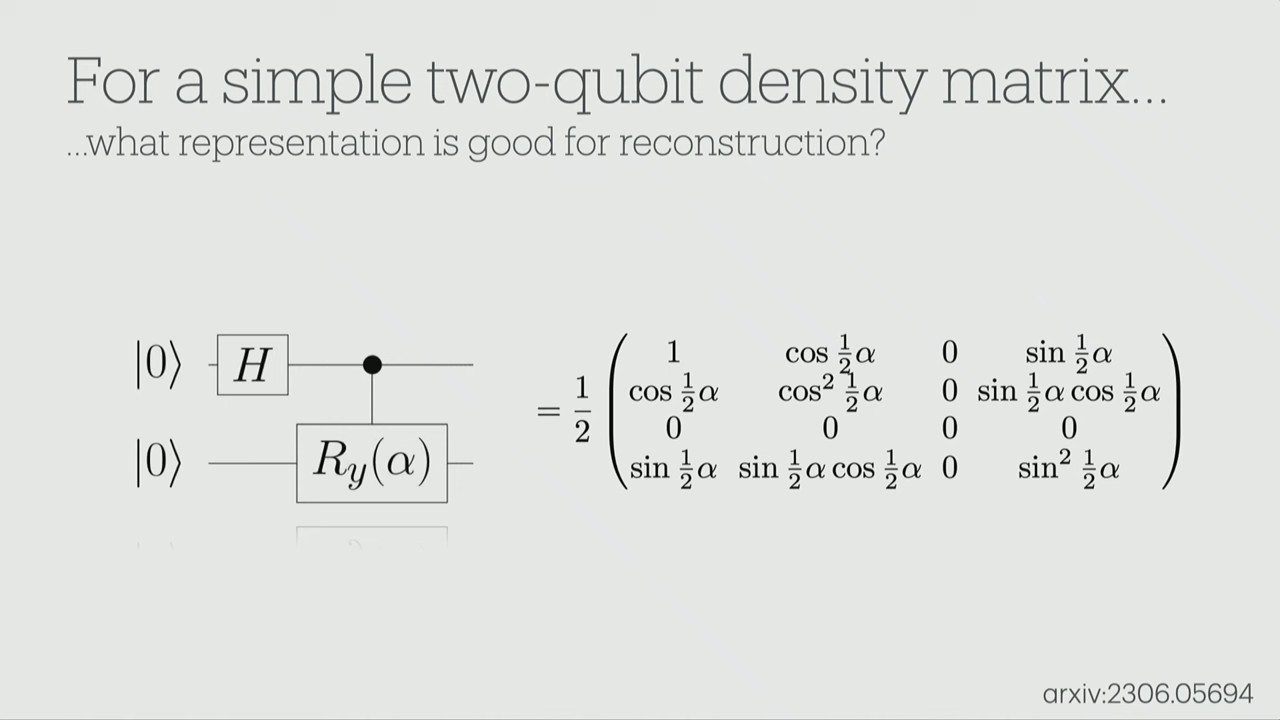 For a simple two-qubit density matrix...
...what representation is good for reconstruction?
|0⟩ H
|0⟩ R_y(α)
= 1/2 ( 1 cos ½α 0 sin ½α
cos ½α cos² ½α 0 sin ½α cos ½α
0 0 0 0
sin ½α sin ½α cos ½α 0 sin² ½α )
arxiv:2306.05694